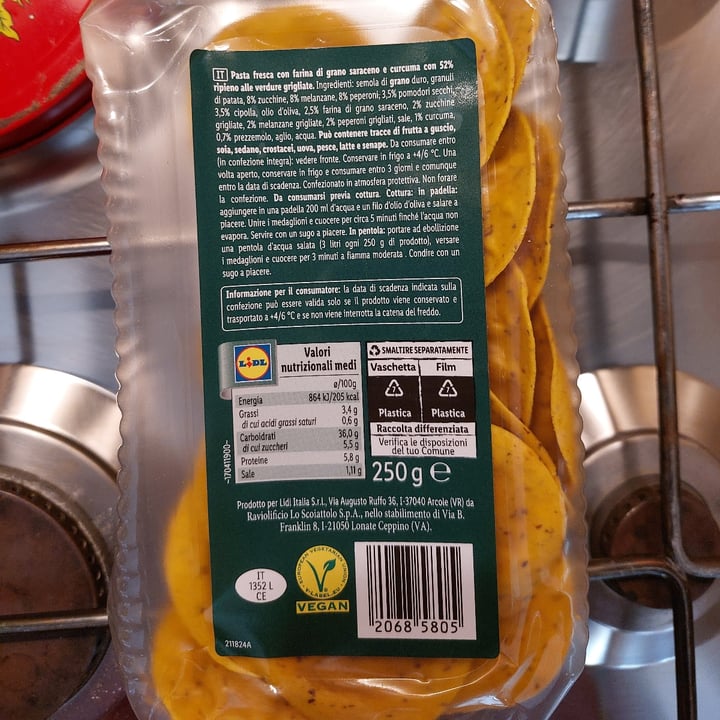 IT Pasta fresca con farina di grano saraceno e curcuma con 52%
ripieno alle verdure grigliate. Ingredienti: semola di grano duro, granuli
di patata, 8% zucchine, 8% melanzane, 8% peperoni; 3,5% pomodori secchi,
3,5% cipolla, olio d'oliva, 2,5% farina di grano saraceno, 2% zucchine
grigliate, 2% melanzane grigliate, 2% peperoni grigliati, sale, 1% curcuma,
0,7% prezzemolo, aglio, acqua. Può contenere tracce di frutta a guscio,
soia, sedano, crostacei, uova, pesce, latte e senape. Da consumare entro
(in confezione integra): vedere fronte. Conservare in frigo a +4/6 °C. Una
volta aperto, conservare in frigo e consumare entro 3 giorni e comunque
entro la data di scadenza. Confezionato in atmosfera protettiva. Non forare
la confezione. Da consumarsi previa cottura. Cottura: in padella:
aggiungere in una padella 200 ml d'acqua e un filo d'olio d'oliva e salare a
piacere. Unire i medaglioni e cuocere per circa 5 minuti finché l'acqua non
evapora. Servire con un sugo a piacere. In pentola: portare ad ebollizione
una pentola d'acqua salata (3 litri ogni 250 g di prodotto), versare
i medaglioni e cuocere per 3 minuti a fiamma moderata . Condire con un
sugo a piacere.
Informazione per il consumatore: la data di scadenza indicata sulla
confezione può essere valida solo se il prodotto viene conservato e
trasportato a +4/6 °C e se non viene interrotta la catena del freddo.
LIDL
Valori
nutrizionali medi
ø/100g
Energia 864 kJ/205 kcal
Grassi 3,4 g
di cui acidi grassi saturi 0,6 g
Carboidrati 36,0 g
di cui zuccheri 5,5 g
Proteine 5,8 g
Sale 1,11 g
-170411900-
SMALTIRE SEPARATAMENTE
Vaschetta Film
7 7
Plastica Plastica
Raccolta differenziata
Verifica le disposizioni
del tuo Comune
250 g e
Prodotto per Lidl Italia S.r.l., Via Augusto Ruffo 36, I-37040 Arcole (VR) da
Raviolificio Lo Scoiattolo S.p.A., nello stabilimento di Via B.
Franklin 8, I-21050 Lonate Ceppino (VA).
IT
1352 L
CE
EUROPEAN VEGETARIAN UNION
V-LABEL.EU
VEGAN
2068 5805
211824A